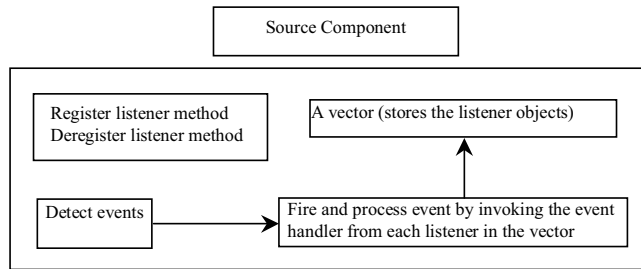 Source Component
Register listener method
Deregister listener method
A vector (stores the listener objects)
Detect events
Fire and process event by invoking the event
handler from each listener in the vector